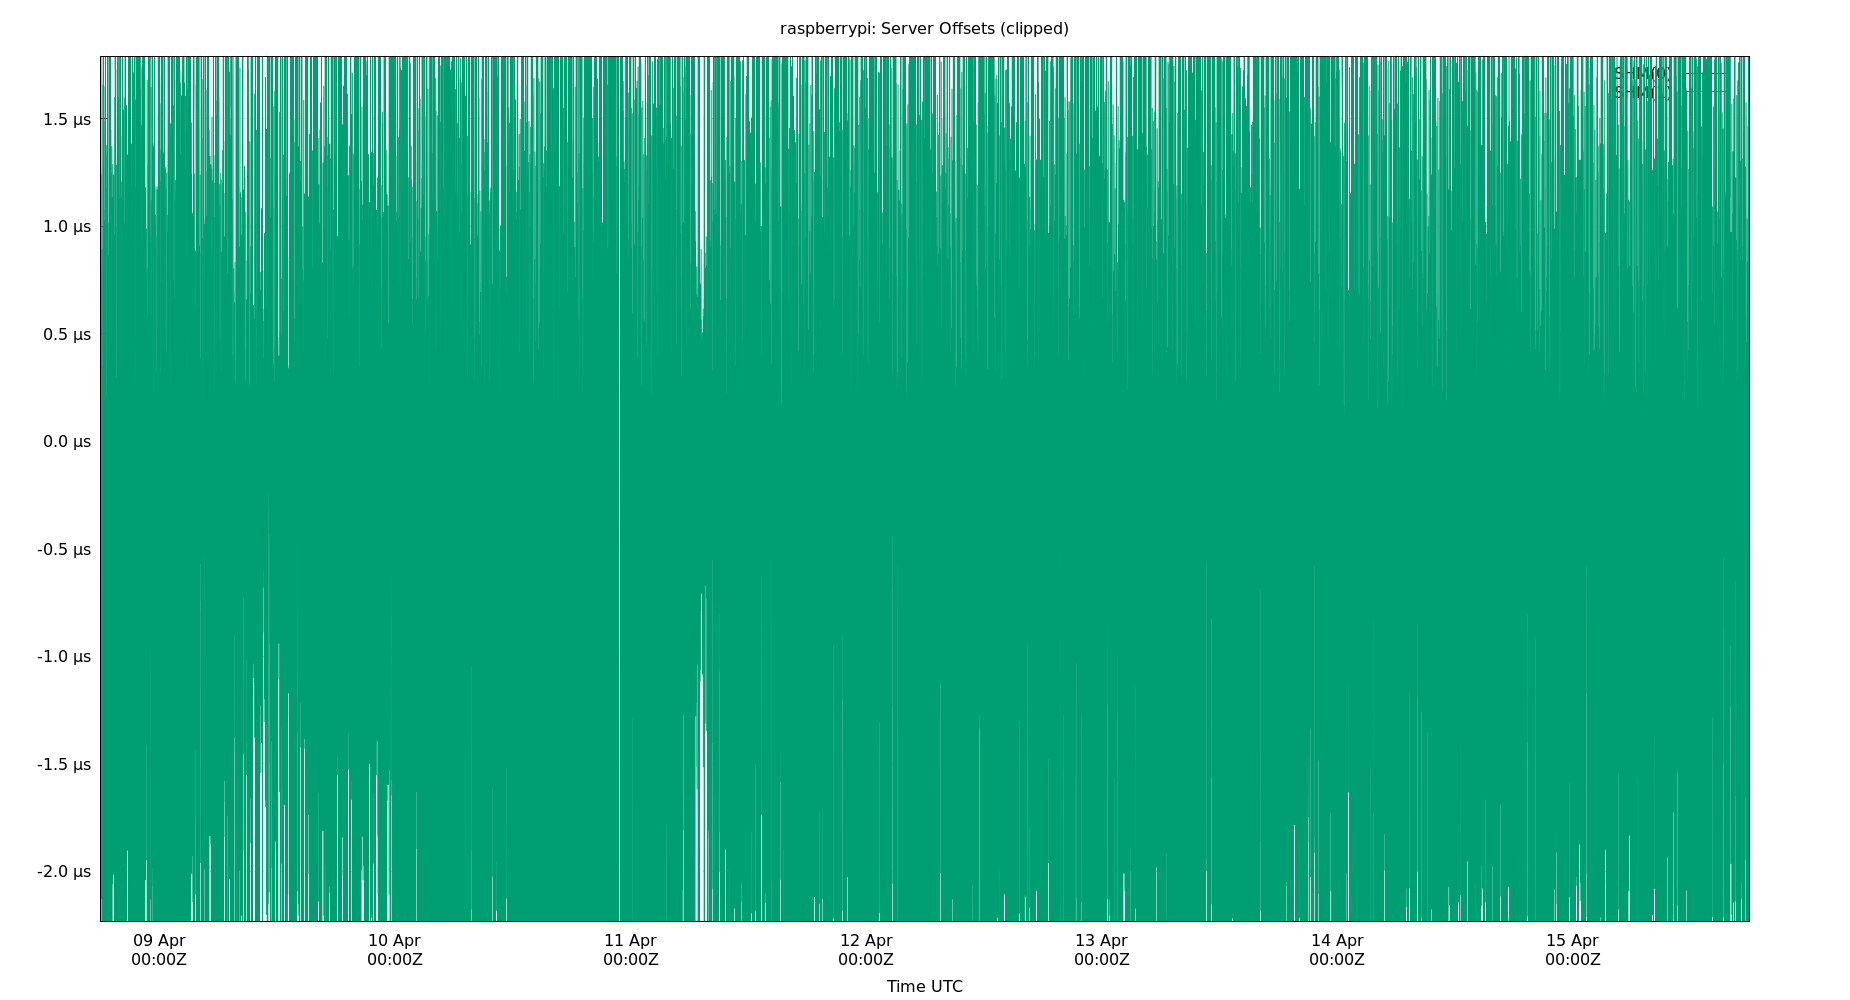 raspberrypi: Server Offsets (clipped)
SHM(0)
1.5 µs
1.0 µs
0.5 µs
0.0 µs
-0.5 µs
-1.0 µs
-1.5 µs
-2.0 µs
09 Apr 10 Apr 11 Apr 12 Apr 13 Apr 14 Apr 15 Apr
00:00Z 00:00Z 00:00Z 00:00Z 00:00Z 00:00Z 00:00Z
Time UTC